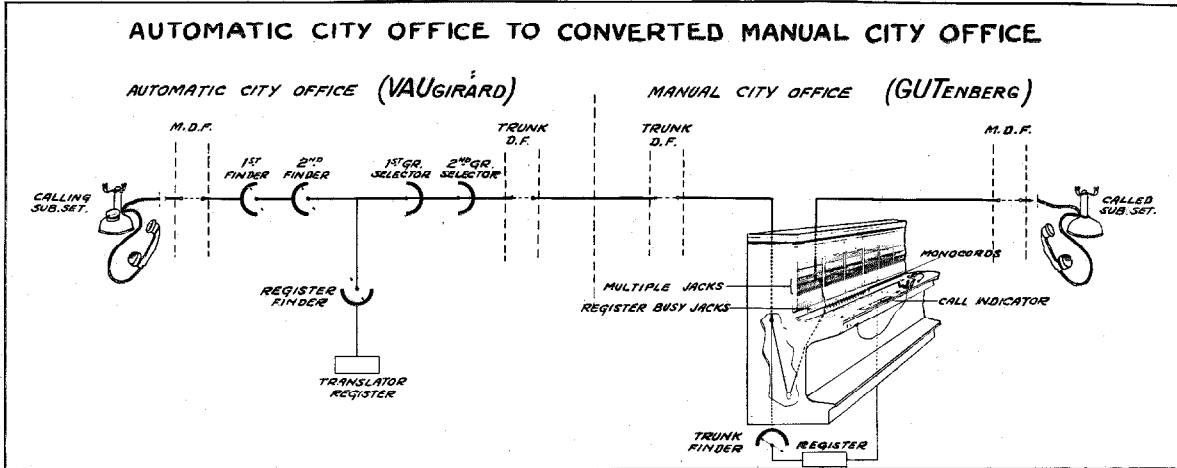 AUTOMATIC CITY OFFICE TO CONVERTED MANUAL CITY OFFICE
AUTOMATIC CITY OFFICE (VAUGIRARD)
MANUAL CITY OFFICE (GUTENBERG)
M.D.F.
TRUNK
D.F.
TRUNK
D.F.
M.D.F.
1ST
FINDER
2ND
FINDER
1ST GR.
SELECTOR
2ND GR.
SELECTOR
CALLING
SUB.SET.
CALLED
SUB.SET.
REGISTER
FINDER
TRANSLATOR
REGISTER
MONOCORDS
MULTIPLE JACKS
REGISTER BUSY JACKS
CALL INDICATOR
TRUNK
FINDER
REGISTER